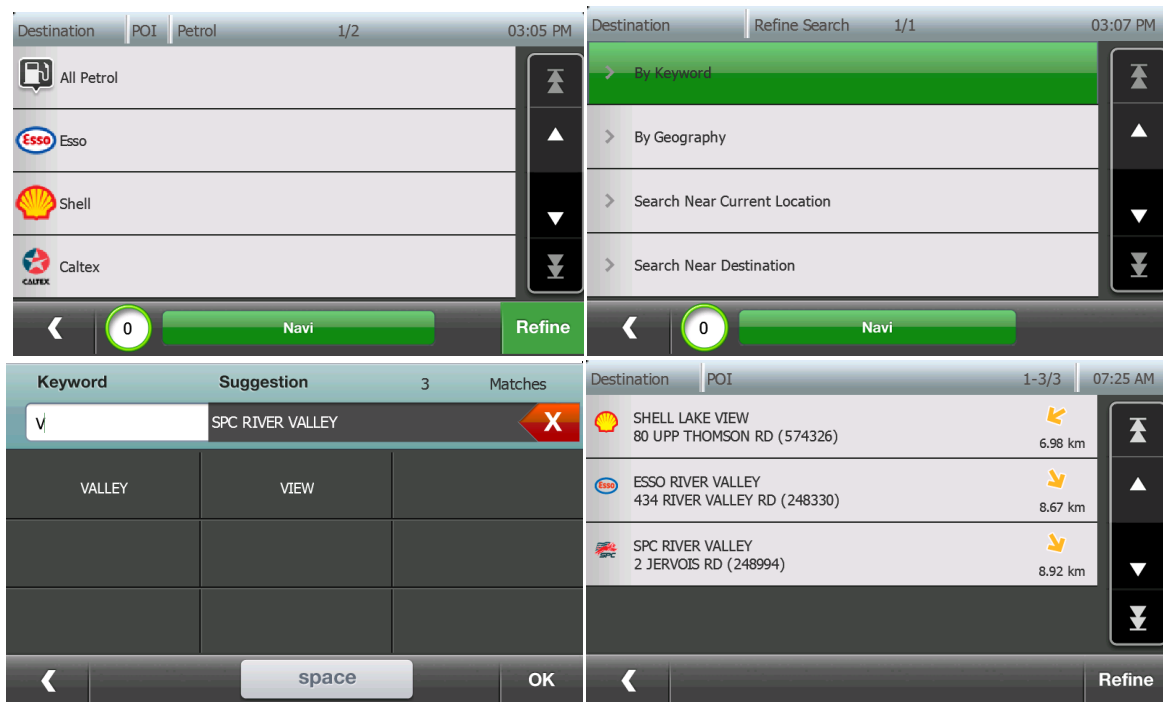 Destination POI Petrol 1/2 03:05 PM
All Petrol
Esso Esso
Shell
CALTEX Caltex
0 Navi Refine
Destination Refine Search 1/1 03:07 PM
By Keyword
By Geography
Search Near Current Location
Search Near Destination
0 Navi
Keyword Suggestion 3 Matches
V SPC RIVER VALLEY X
VALLEY VIEW
space OK
Destination POI 1-3/3 07:25 AM
SHELL LAKE VIEW
80 UPP THOMSON RD (574326)
6.98 km
Esso ESSO RIVER VALLEY
434 RIVER VALLEY RD (248330)
8.67 km
SPC SPC RIVER VALLEY
2 JERVOIS RD (248994)
8.92 km
Refine